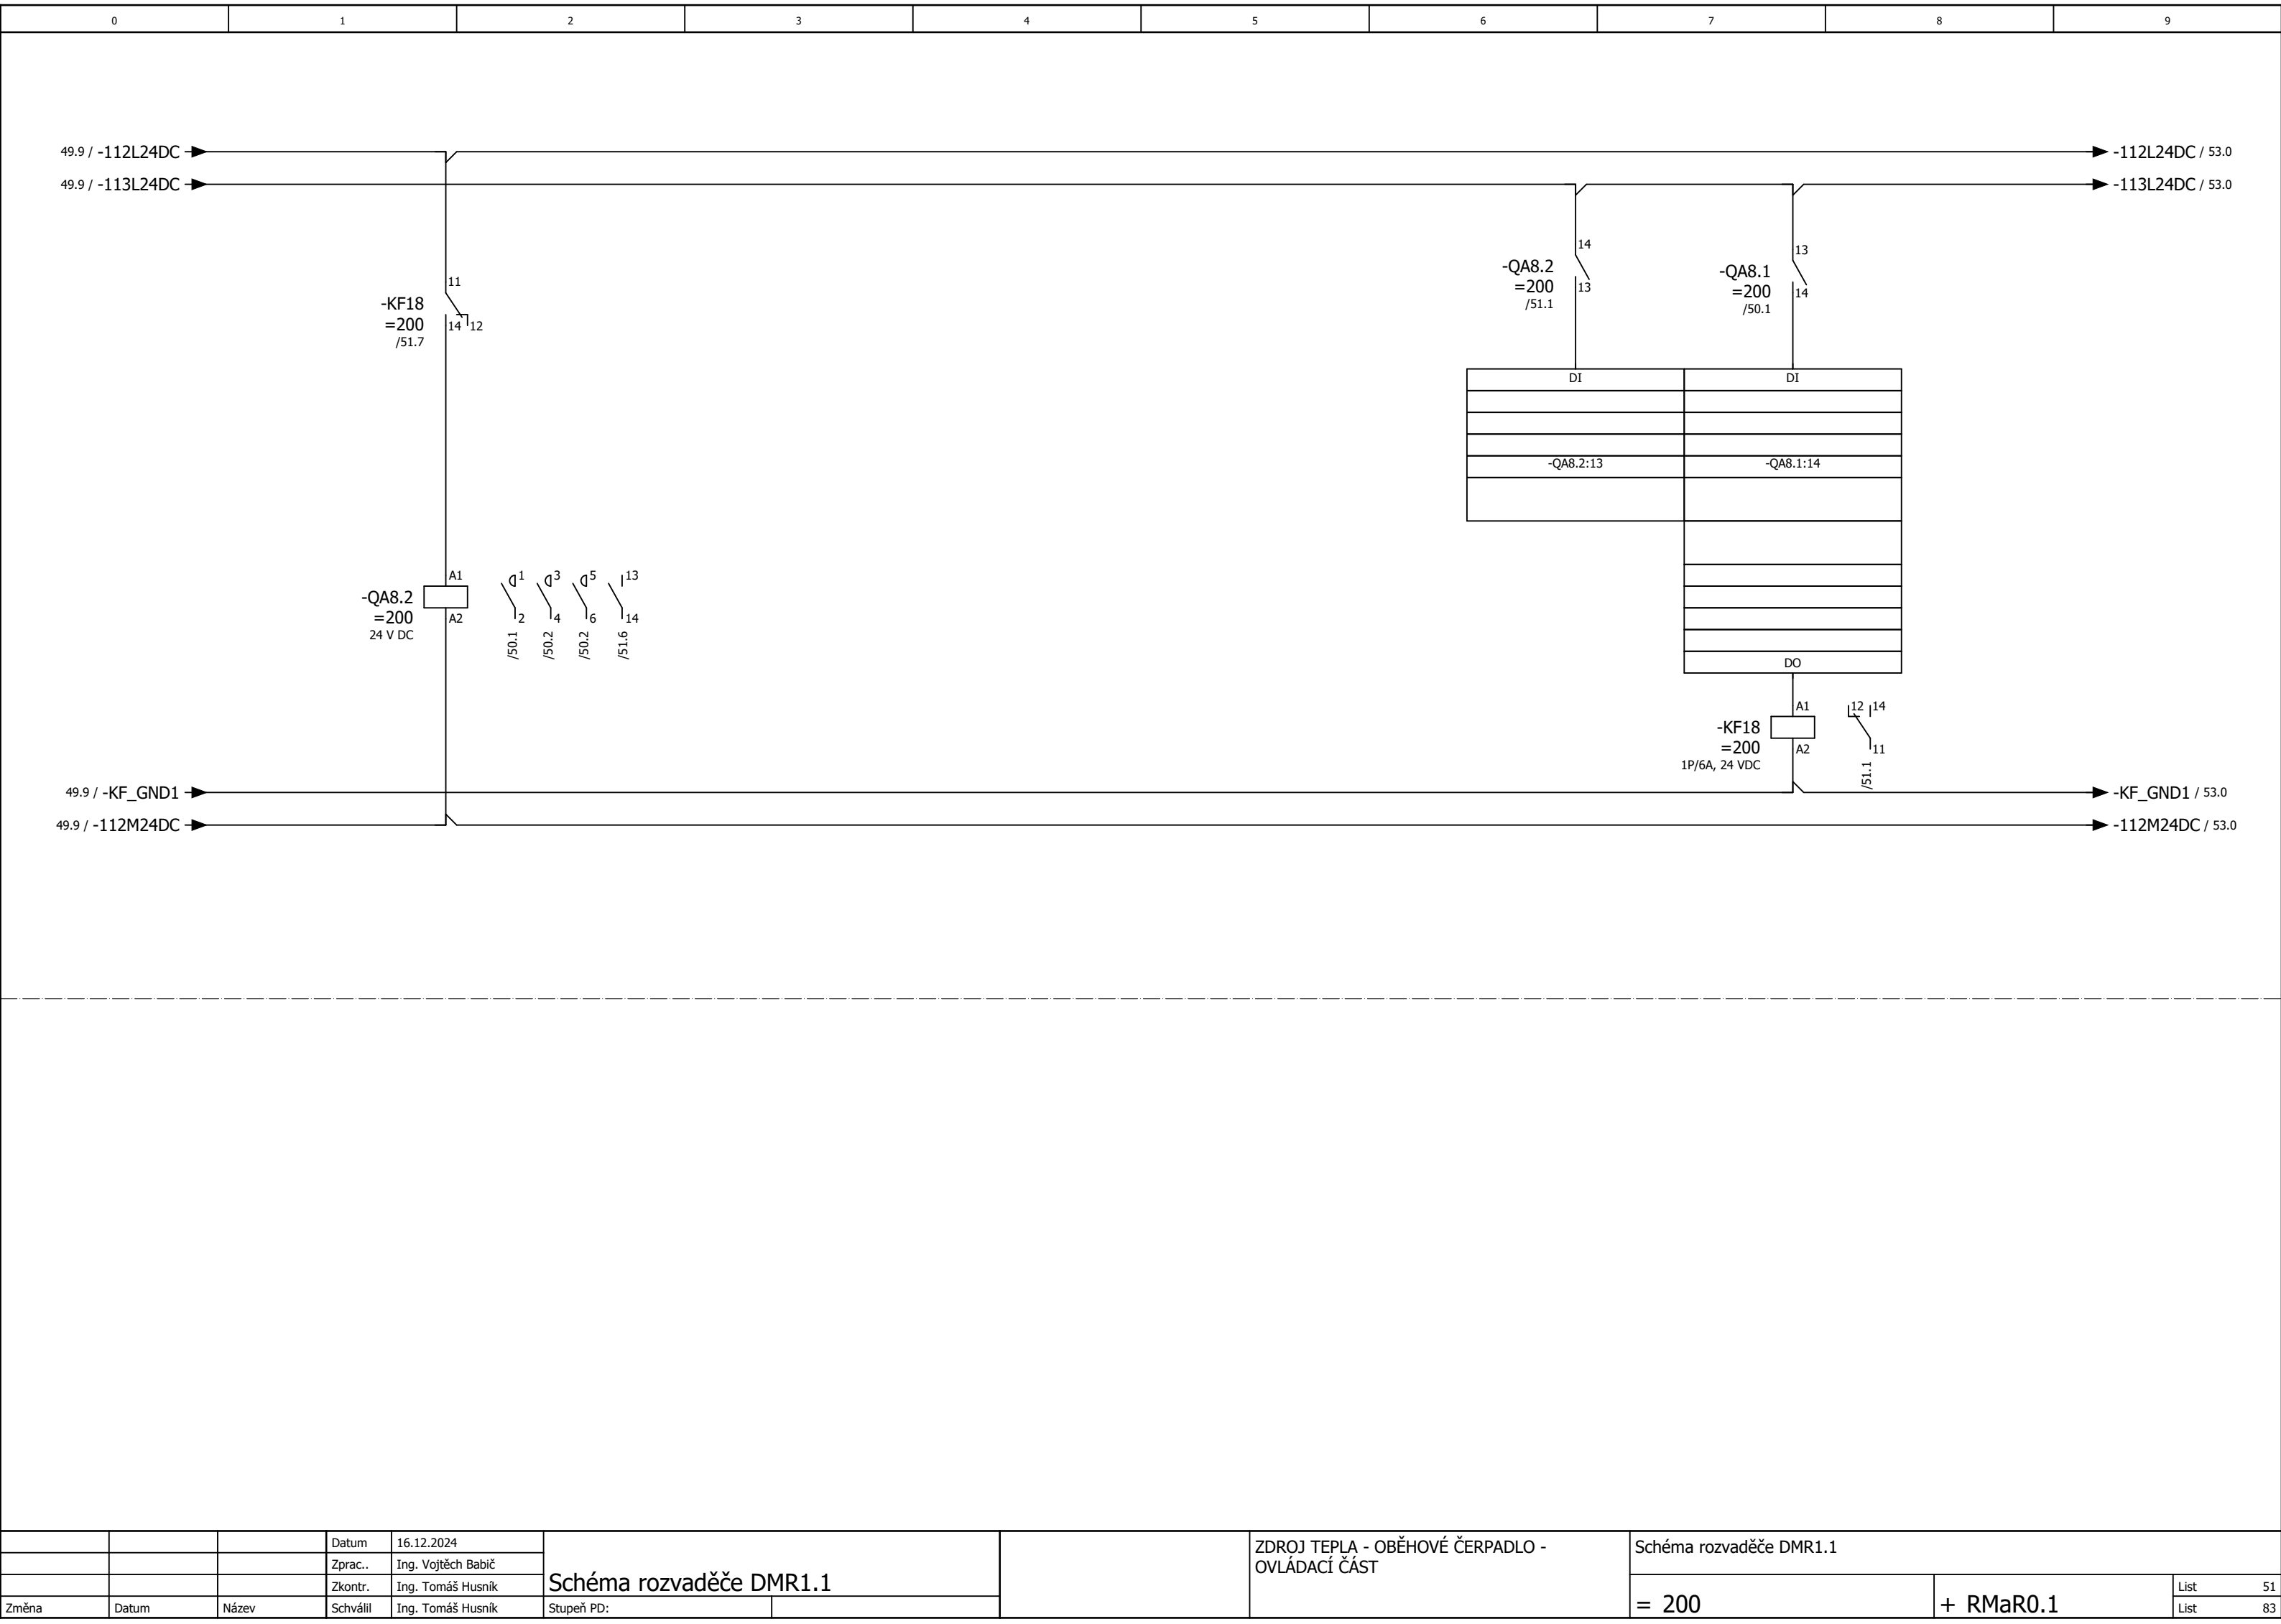 0 1 2 3 4 5 6 7 8 9
49.9 / -112L24DC
-112L24DC / 53.0
49.9 / -113L24DC
-113L24DC / 53.0
11
-KF18
=200
/51.7
14 12
14
-QA8.2
=200
/51.1
13
13
-QA8.1
=200
/50.1
14
DI DI
-QA8.2:13 -QA8.1:14
DO
A1
-QA8.2
=200
24 V DC
A2
1 3 5 13
2 4 6 14
/50.1 /50.2 /50.2 /51.6
A1
-KF18
=200
1P/6A, 24 VDC
A2
12 14
11
/51.1
49.9 / -KF_GND1
-KF_GND1 / 53.0
49.9 / -112M24DC
-112M24DC / 53.0
Datum 16.12.2024
Zprac.. Ing. Vojtěch Babič
Zkontr. Ing. Tomáš Husník
Změna Datum Název Schválil Ing. Tomáš Husník
Schéma rozvaděče DMR1.1
Stupeň PD:
ZDROJ TEPLA - OBĚHOVÉ ČERPADLO -
OVLÁDACÍ ČÁST
Schéma rozvaděče DMR1.1
= 200
+ RMaR0.1
List 51
List 83